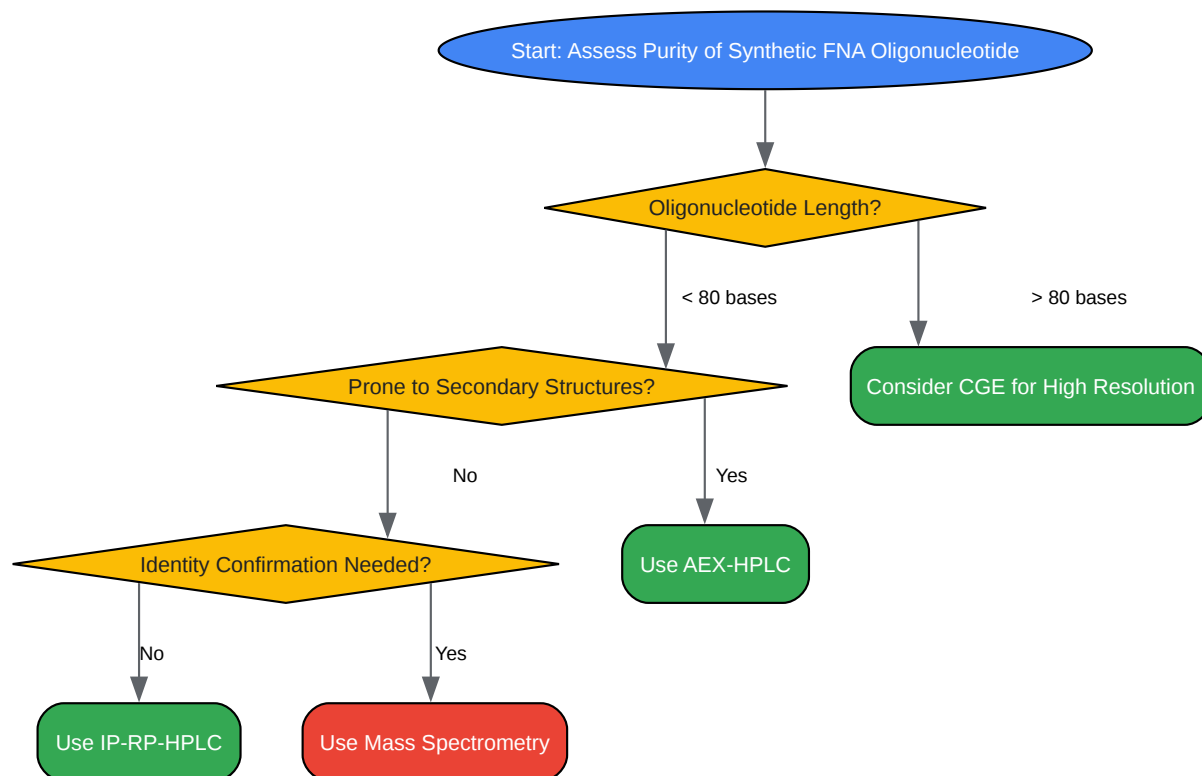 Start: Assess Purity of Synthetic FNA Oligonucleotide
Oligonucleotide Length?
< 80 bases
> 80 bases
Prone to Secondary Structures?
Consider CGE for High Resolution
No
Yes
Identity Confirmation Needed?
Use AEX-HPLC
No
Yes
Use IP-RP-HPLC
Use Mass Spectrometry